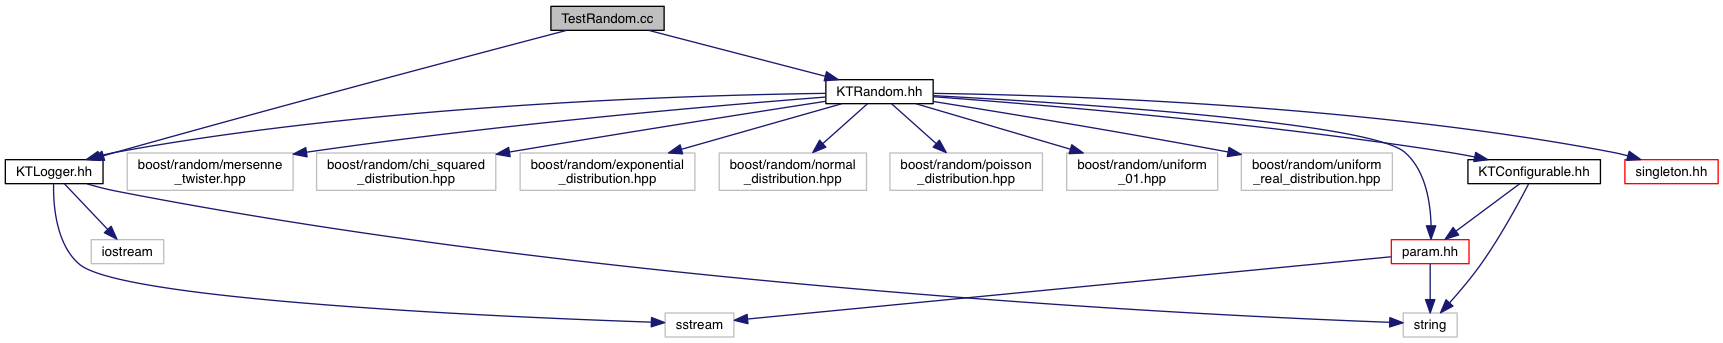 TestRandom.cc
KTRandom.hh
KTLogger.hh
boost/random/mersenne
_twister.hpp
boost/random/chi_squared
_distribution.hpp
boost/random/exponential
_distribution.hpp
boost/random/normal
_distribution.hpp
boost/random/poisson
_distribution.hpp
boost/random/uniform
_01.hpp
boost/random/uniform
_real_distribution.hpp
KTConfigurable.hh
singleton.hh
iostream
param.hh
sstream
string